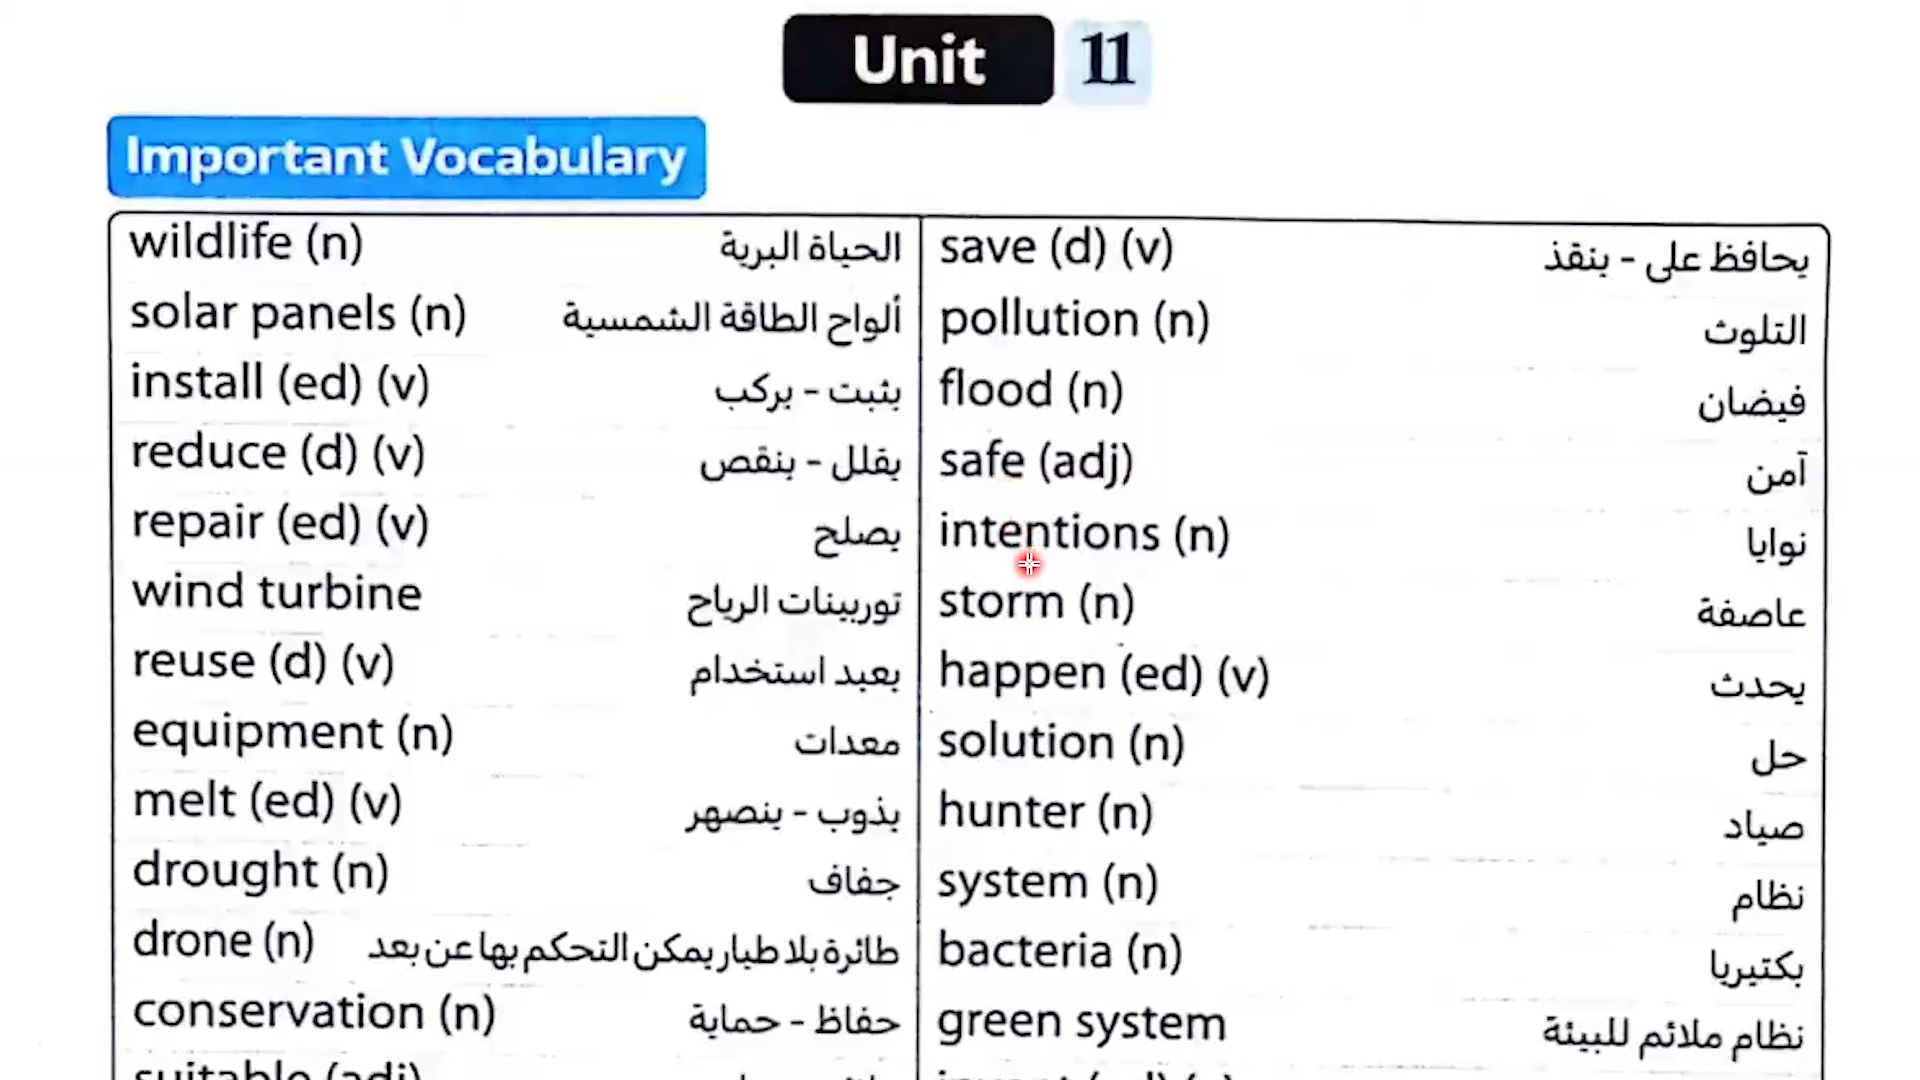 Unit 11
Important Vocabulary
wildlife (n) الحياة البرية
solar panels (n) ألواح الطاقة الشمسية
install (ed) (v) يثبت - يركب
reduce (d) (v) يقلل - ينقص
repair (ed) (v) يصلح
wind turbine توربينات الرياح
reuse (d) (v) يعيد استخدام
equipment (n) معدات
melt (ed) (v) يذوب - ينصهر
drought (n) جفاف
drone (n) طائرة بلا طيار يمكن التحكم بها عن بعد
conservation (n) حفاظ - حماية
suitable (adj)
save (d) (v) يحافظ على - ينقذ
pollution (n) التلوث
flood (n) فيضان
safe (adj) آمن
intentions (n) نوايا
storm (n) عاصفة
happen (ed) (v) يحدث
solution (n) حل
hunter (n) صياد
system (n) نظام
bacteria (n) بكتيريا
green system نظام ملائم للبيئة